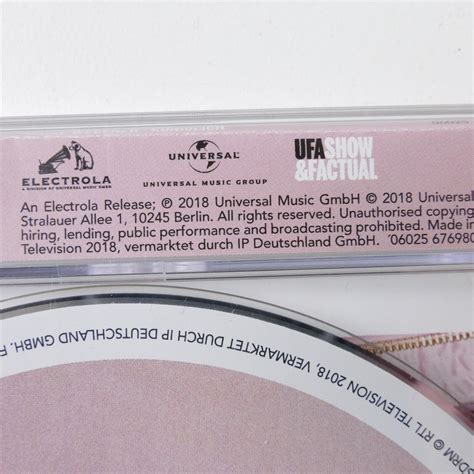 ELECTROLA
A DIVISION OF UNIVERSAL MUSIC GMBH
UNIVERSAL
UNIVERSAL MUSIC GROUP
UFA SHOW
& FACTUAL
An Electrola Release; ℗ 2018 Universal Music GmbH © 2018 Universal
Stralauer Allee 1, 10245 Berlin. All rights reserved. Unauthorised copying
hiring, lending, public performance and broadcasting prohibited. Made in
Television 2018, vermarktet durch IP Deutschland GmbH. 06025 676980
© RTL TELEVISION 2018, VERMARKTET DURCH IP DEUTSCHLAND GMBH.